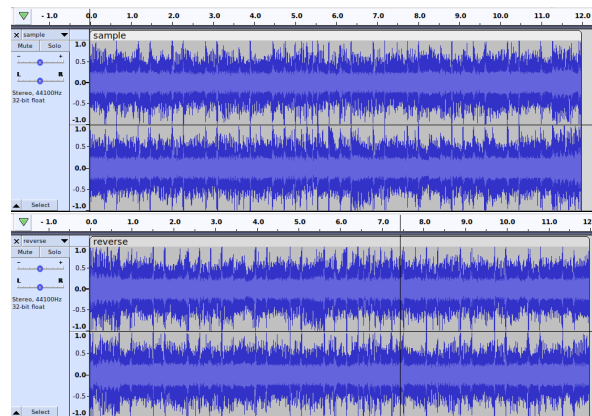 - 1.0 0.0 1.0 2.0 3.0 4.0 5.0 6.0 7.0 8.0 9.0 10.0 11.0 12.0
× sample ▼ sample
Mute Solo
- +
L R
Stereo, 44100Hz
32-bit float
Select
1.0
0.5-
0.0-
-0.5-
-1.0
1.0
0.5-
0.0-
-0.5-
-1.0
- 1.0 0.0 1.0 2.0 3.0 4.0 5.0 6.0 7.0 8.0 9.0 10.0 11.0 12.0
× reverse ▼ reverse
Mute Solo
- +
L R
Stereo, 44100Hz
32-bit float
Select
1.0
0.5-
0.0-
-0.5-
-1.0
1.0
0.5-
0.0-
-0.5-
-1.0